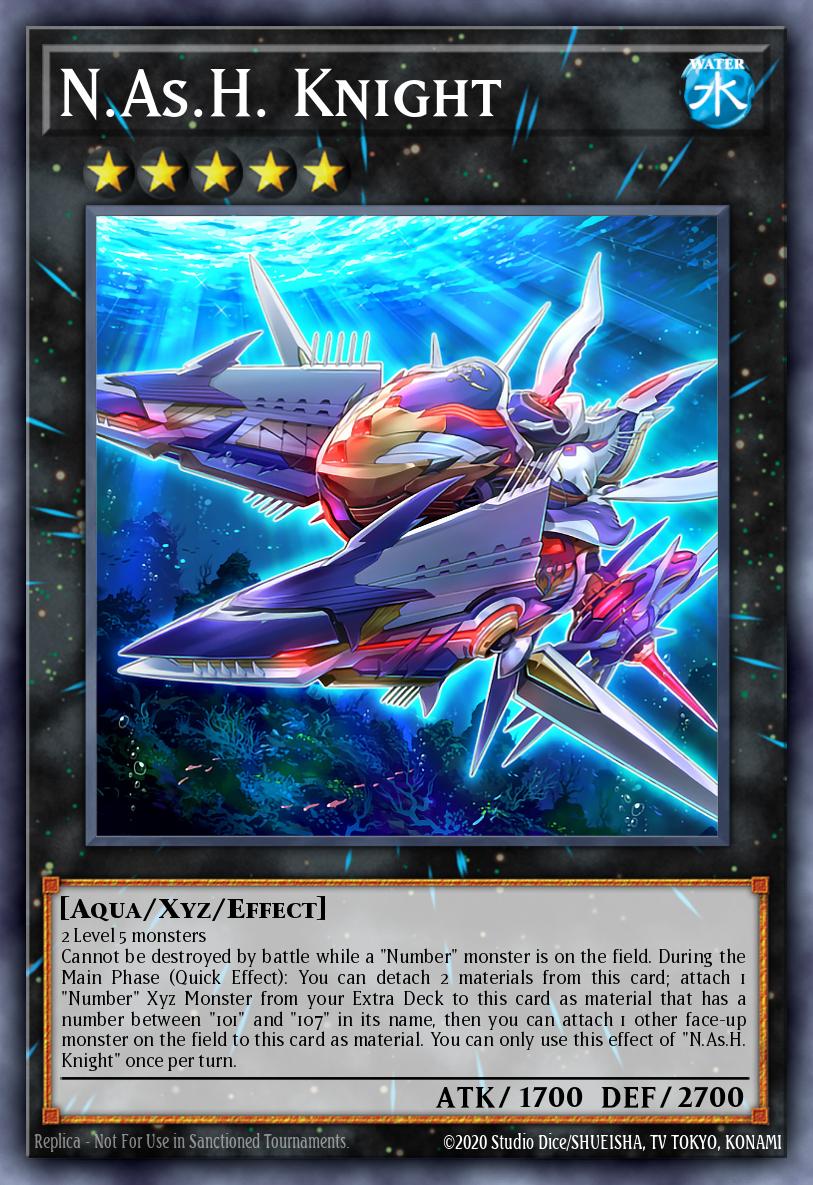 N.As.H. Knight
WATER
水
[Aqua/Xyz/Effect]
2 Level 5 monsters
Cannot be destroyed by battle while a "Number" monster is on the field. During the
Main Phase (Quick Effect): You can detach 2 materials from this card; attach 1
"Number" Xyz Monster from your Extra Deck to this card as material that has a
number between "101" and "107" in its name, then you can attach 1 other face-up
monster on the field to this card as material. You can only use this effect of "N.As.H.
Knight" once per turn.
ATK/ 1700 DEF/ 2700
Replica - Not For Use in Sanctioned Tournaments.
©2020 Studio Dice/SHUEISHA, TV TOKYO, KONAMI